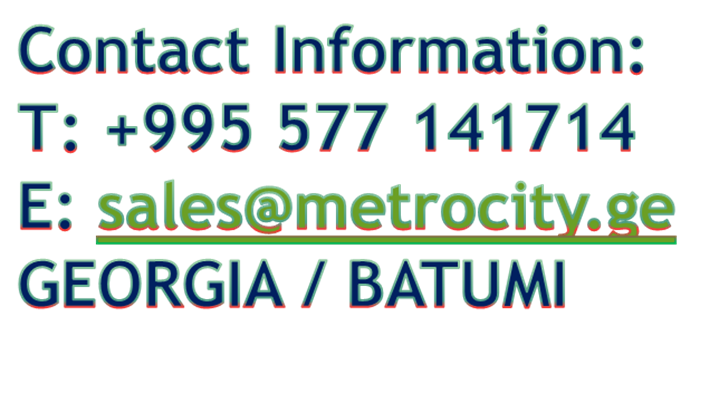 Contact Information:
T: +995 577 141714
E: sales@metrocity.ge
GEORGIA / BATUMI